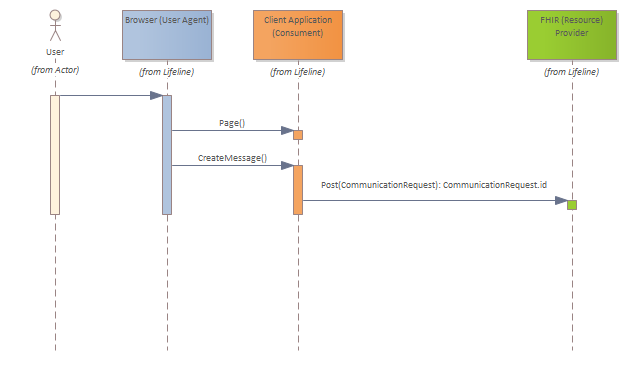 User
(from Actor)
Browser (User Agent)
(from Lifeline)
Client Application
(Consument)
(from Lifeline)
FHIR (Resource)
Provider
(from Lifeline)
Page()
CreateMessage()
Post(CommunicationRequest): CommunicationRequest.id